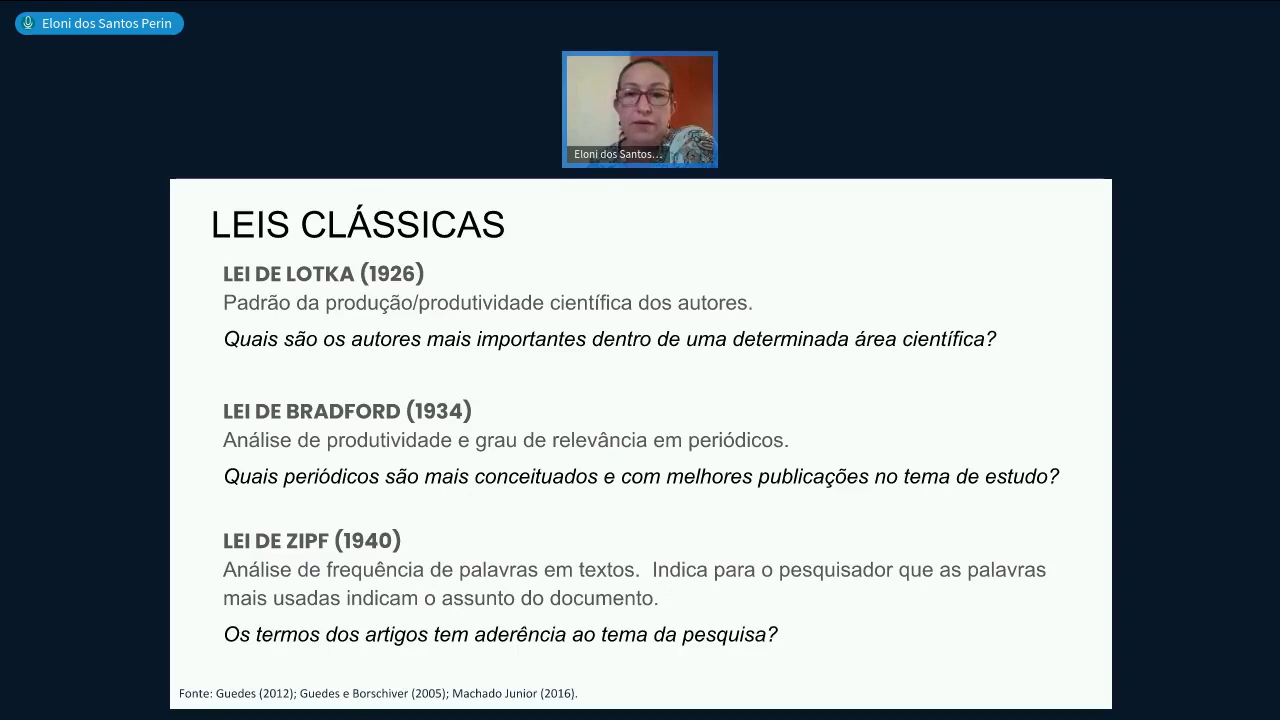 Eloni dos Santos Perin
Eloni dos Santos...
LEIS CLÁSSICAS
LEI DE LOTKA (1926)
Padrão da produção/produtividade científica dos autores.
Quais são os autores mais importantes dentro de uma determinada área científica?
LEI DE BRADFORD (1934)
Análise de produtividade e grau de relevância em periódicos.
Quais periódicos são mais conceituados e com melhores publicações no tema de estudo?
LEI DE ZIPF (1940)
Análise de frequência de palavras em textos.  Indica para o pesquisador que as palavras
mais usadas indicam o assunto do documento.
Os termos dos artigos tem aderência ao tema da pesquisa?
Fonte: Guedes (2012); Guedes e Borschiver (2005); Machado Junior (2016).